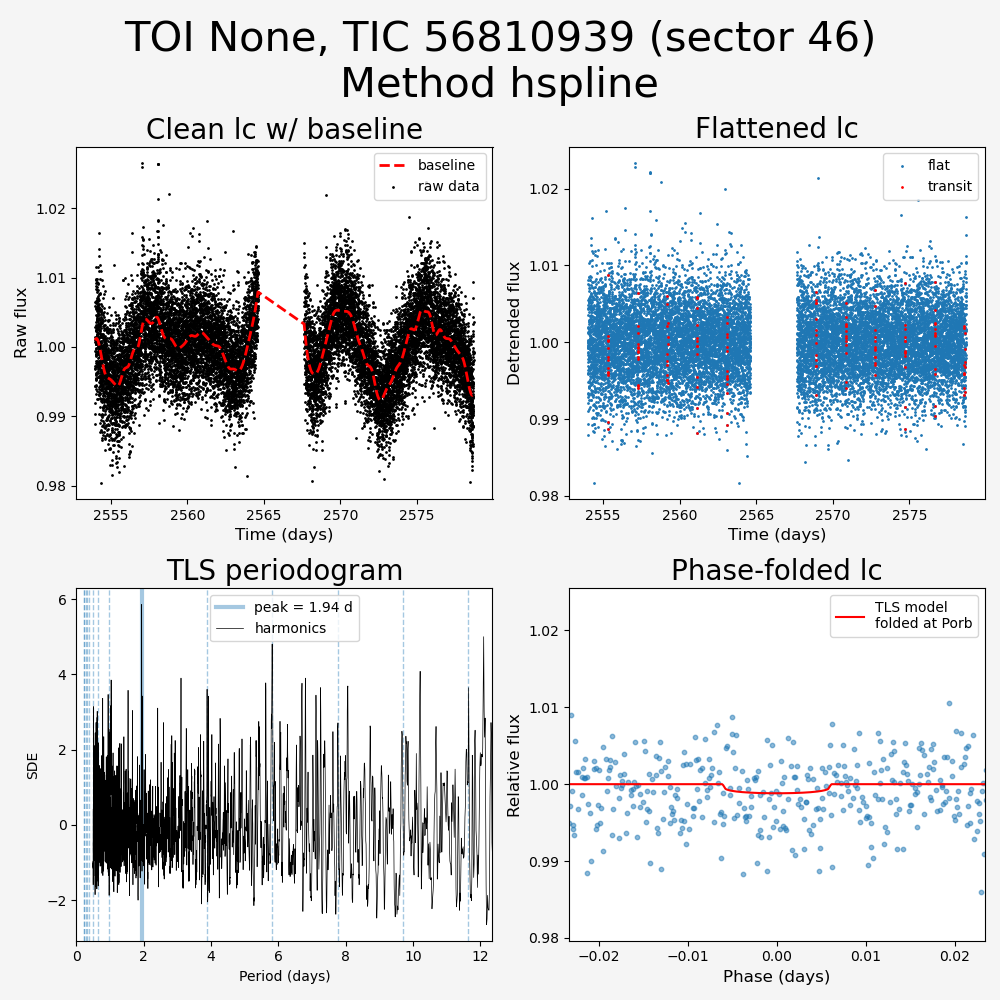 TOI None, TIC 56810939 (sector 46)
Method hspline
Clean lc w/ baseline
baseline
raw data
1.02
1.01
1.00
0.99
0.98
Raw flux
2555
2560
2565
2570
2575
Time (days)
Flattened lc
flat
transit
1.02
1.01
1.00
0.99
0.98
Detrended flux
2555
2560
2565
2570
2575
Time (days)
TLS periodogram
peak = 1.94 d
harmonics
6
4
2
0
−2
SDE
0
2
4
6
8
10
12
Period (days)
Phase-folded lc
TLS model
folded at Porb
1.02
1.01
1.00
0.99
0.98
Relative flux
−0.02
−0.01
0.00
0.01
0.02
Phase (days)